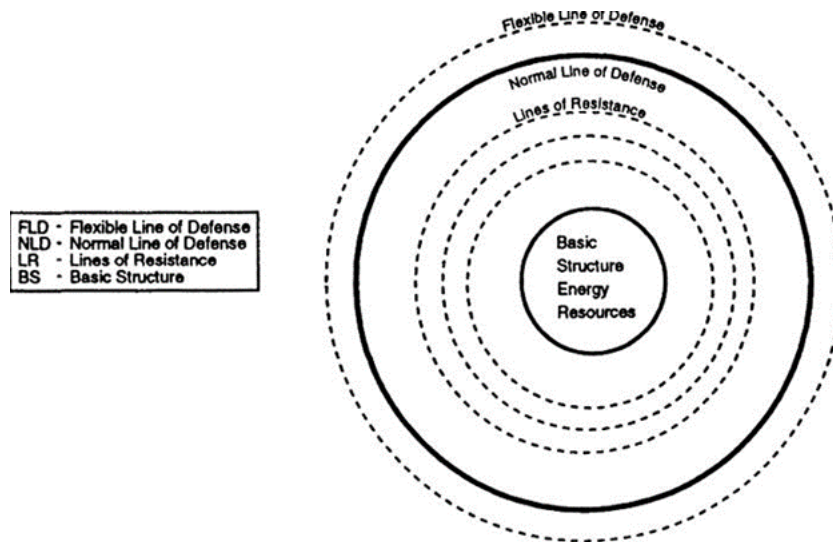 Flexible Line of Defense
Normal Line of Defense
Lines of Resistance
FLD - Flexible Line of Defense
NLD - Normal Line of Defense
LR - Lines of Resistance
BS - Basic Structure
Basic
Structure
Energy
Resources